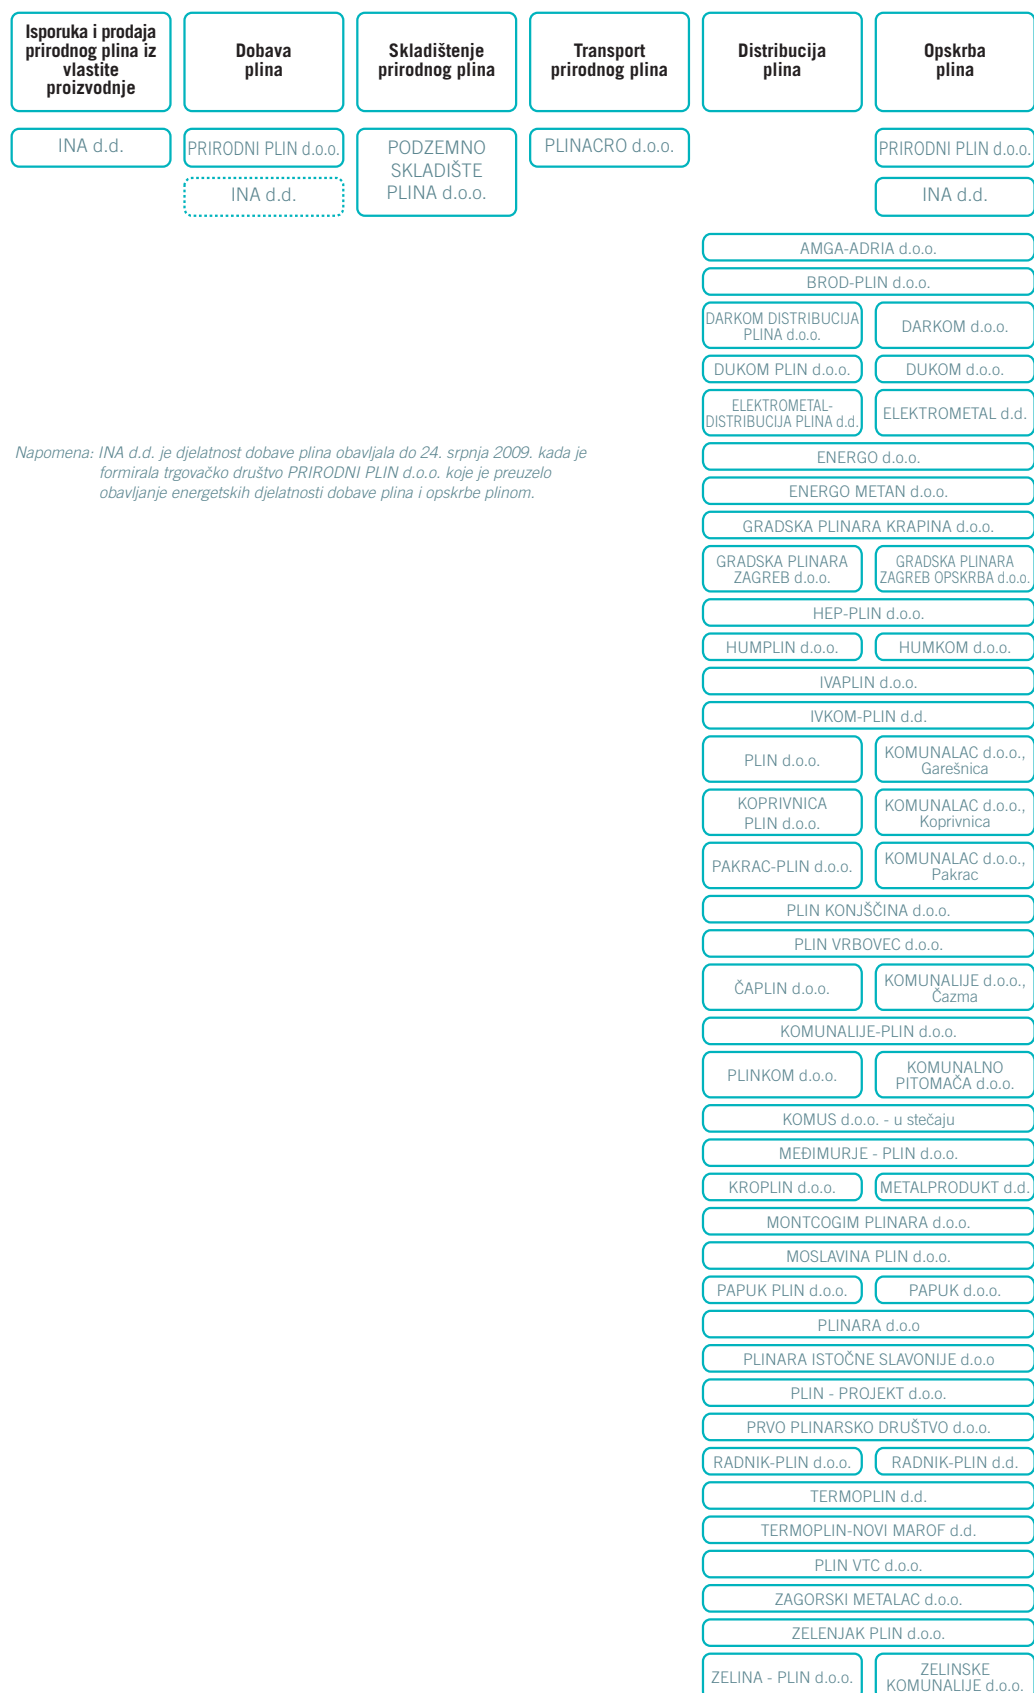 Isporuka i prodaja
prirodnog plina iz
vlastite
proizvodnje
Dobava
plina
Skladištenje
prirodnog plina
Transport
prirodnog plina
Distribucija
plina
Opskrba
plina
INA d.d.
PRIRODNI PLIN d.o.o.
INA d.d.
PODZEMNO
SKLADIŠTE
PLINA d.o.o.
PLINACRO d.o.o.
PRIRODNI PLIN d.o.o.
INA d.d.
AMGA-ADRIA d.o.o.
BROD-PLIN d.o.o.
DARKOM DISTRIBUCIJA
PLINA d.o.o.
DARKOM d.o.o.
DUKOM PLIN d.o.o.
DUKOM d.o.o.
ELEKTROMETAL-
DISTRIBUCIJA PLINA d.d.
ELEKTROMETAL d.d.
Napomena: INA d.d. je djelatnost dobave plina obavljala do 24. srpnja 2009. kada je
formirala trgovačko društvo PRIRODNI PLIN d.o.o. koje je preuzelo
obavljanje energetskih djelatnosti dobave plina i opskrbe plinom.
ENERGO d.o.o.
ENERGO METAN d.o.o.
GRADSKA PLINARA KRAPINA d.o.o.
GRADSKA PLINARA
ZAGREB d.o.o.
GRADSKA PLINARA
ZAGREB OPSKRBA d.o.o.
HEP-PLIN d.o.o.
HUMPLIN d.o.o.
HUMKOM d.o.o.
IVAPLIN d.o.o.
IVKOM-PLIN d.d.
PLIN d.o.o.
KOMUNALAC d.o.o.,
Garešnica
KOPRIVNICA
PLIN d.o.o.
KOMUNALAC d.o.o.,
Koprivnica
PAKRAC-PLIN d.o.o.
KOMUNALAC d.o.o.,
Pakrac
PLIN KONJŠČINA d.o.o.
PLIN VRBOVEC d.o.o.
ČAPLIN d.o.o.
KOMUNALIJE d.o.o.,
Čazma
KOMUNALIJE-PLIN d.o.o.
PLINKOM d.o.o.
KOMUNALNO
PITOMAČA d.o.o.
KOMUS d.o.o. - u stečaju
MEĐIMURJE - PLIN d.o.o.
KROPLIN d.o.o.
METALPRODUKT d.d.
MONTCOGIM PLINARA d.o.o.
MOSLAVINA PLIN d.o.o.
PAPUK PLIN d.o.o.
PAPUK d.o.o.
PLINARA d.o.o
PLINARA ISTOČNE SLAVONIJE d.o.o
PLIN - PROJEKT d.o.o.
PRVO PLINARSKO DRUŠTVO d.o.o.
RADNIK-PLIN d.o.o.
RADNIK-PLIN d.d.
TERMOPLIN d.d.
TERMOPLIN-NOVI MAROF d.d.
PLIN VTC d.o.o.
ZAGORSKI METALAC d.o.o.
ZELENJAK PLIN d.o.o.
ZELINA - PLIN d.o.o.
ZELINSKE
KOMUNALIJE d.o.o.